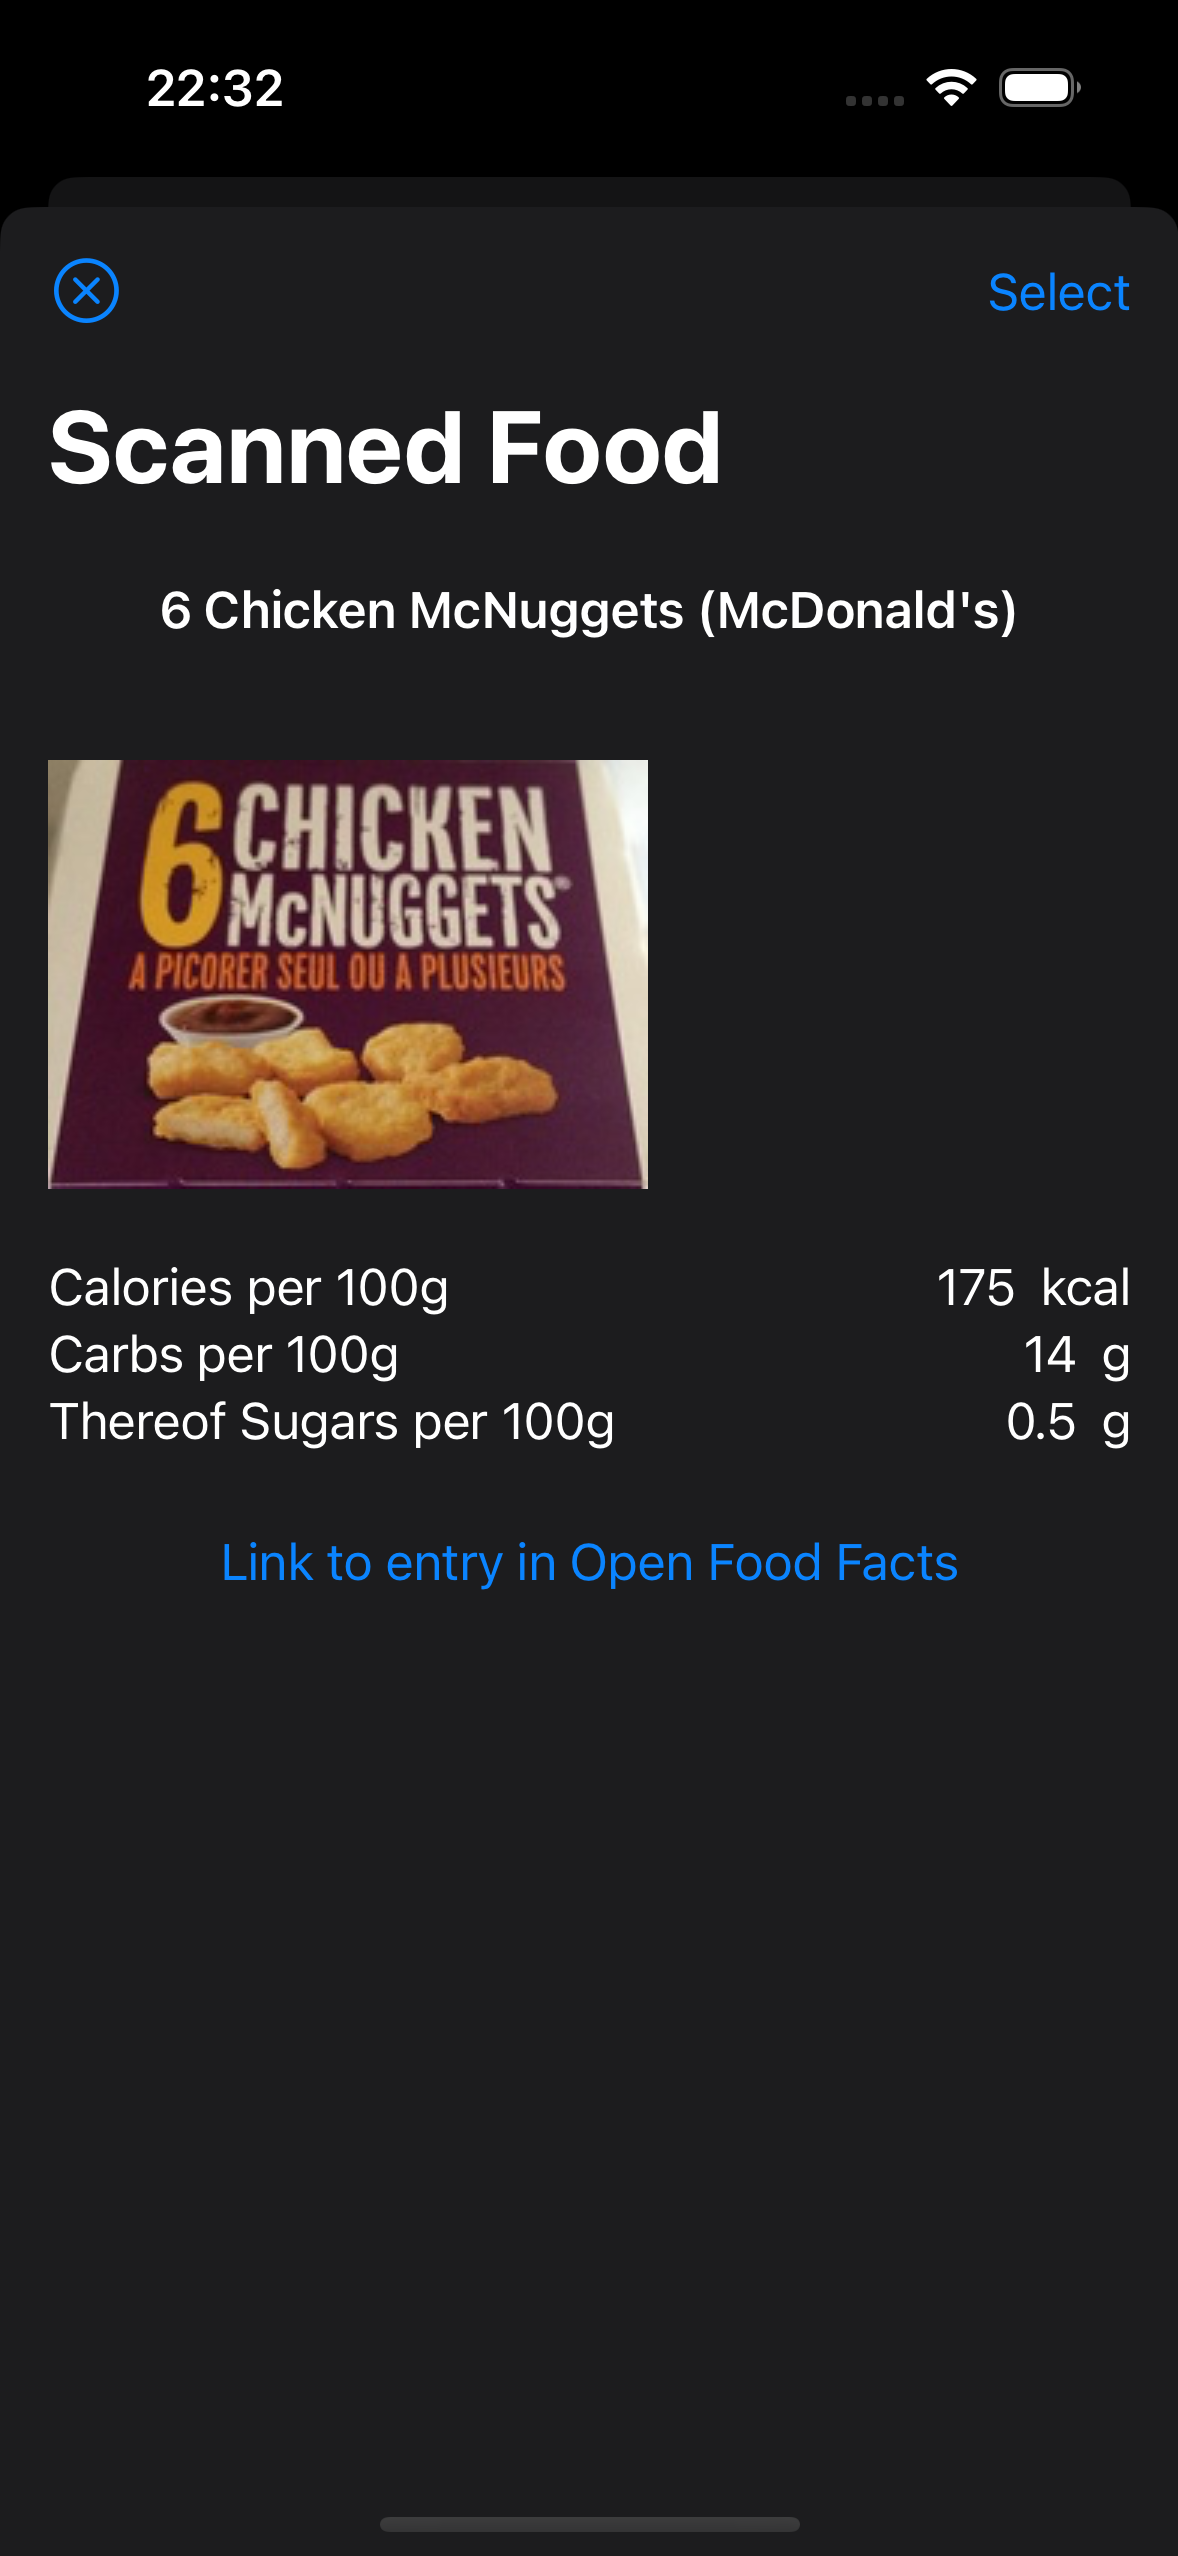 22:32
Select
Scanned Food
6 Chicken McNuggets (McDonald's)
6 CHICKEN
McNUGGETS®
A PICORER SEUL OU A PLUSIEURS
Calories per 100g 175 kcal
Carbs per 100g 14 g
Thereof Sugars per 100g 0.5 g
Link to entry in Open Food Facts